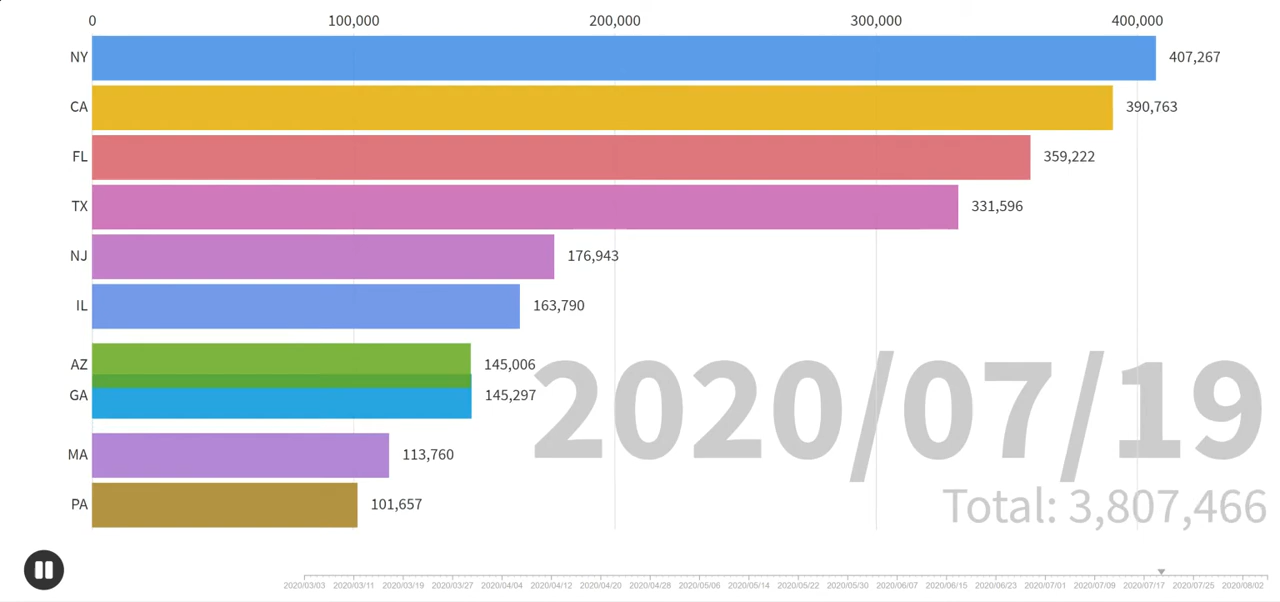 0 100,000 200,000 300,000 400,000
NY 407,267
CA 390,763
FL 359,222
TX 331,596
NJ 176,943
IL 163,790
AZ 145,006
GA 145,297
2020/07/19
MA 113,760
PA 101,657
Total: 3,807,466
2020/03/03 2020/03/11 2020/03/19 2020/03/27 2020/04/04 2020/04/12 2020/04/20 2020/04/28 2020/05/06 2020/05/14 2020/05/22 2020/05/30 2020/06/07 2020/06/15 2020/06/23 2020/07/01 2020/07/09 2020/07/17 2020/07/25 2020/08/02